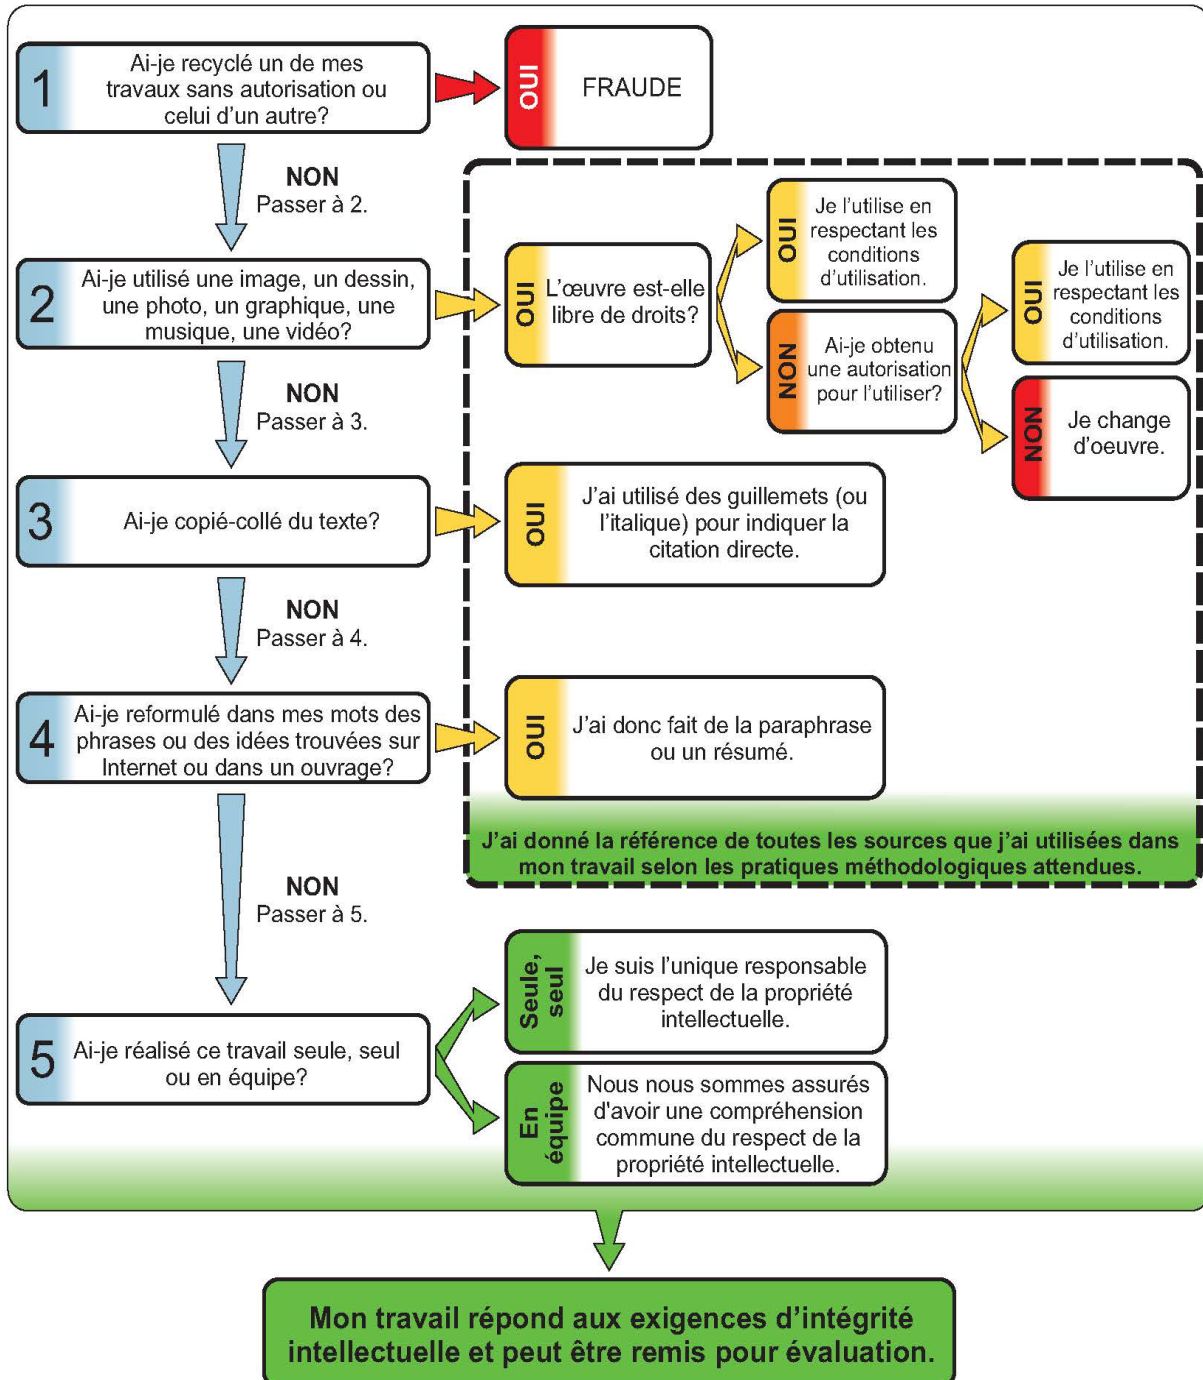 1
Ai-je recyclé un de mes
travaux sans autorisation ou
celui d'un autre?
OUI
FRAUDE
NON
Passer à 2.
2
Ai-je utilisé une image, un dessin,
une photo, un graphique, une
musique, une vidéo?
OUI
L'œuvre est-elle
libre de droits?
OUI
Je l'utilise en
respectant les
conditions
d'utilisation.
NON
Ai-je obtenu
une autorisation
pour l'utiliser?
OUI
Je l'utilise en
respectant les
conditions
d'utilisation.
NON
Je change
d'oeuvre.
NON
Passer à 3.
3
Ai-je copié-collé du texte?
OUI
J'ai utilisé des guillemets (ou
l'italique) pour indiquer la
citation directe.
NON
Passer à 4.
4
Ai-je reformulé dans mes mots des
phrases ou des idées trouvées sur
Internet ou dans un ouvrage?
OUI
J'ai donc fait de la paraphrase
ou un résumé.
J'ai donné la référence de toutes les sources que j'ai utilisées dans
mon travail selon les pratiques méthodologiques attendues.
NON
Passer à 5.
5
Ai-je réalisé ce travail seule, seul
ou en équipe?
Seule,
seul
Je suis l'unique responsable
du respect de la propriété
intellectuelle.
En
équipe
Nous nous sommes assurés
d'avoir une compréhension
commune du respect de la
propriété intellectuelle.
Mon travail répond aux exigences d'intégrité
intellectuelle et peut être remis pour évaluation.